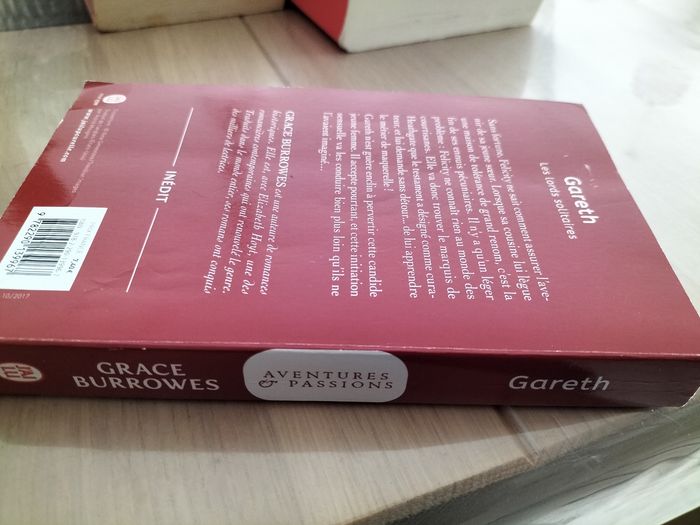 Gareth
Les lords solitaires
Sans fortune, Felicity ne sait comment assurer l'ave-
nir de sa jeune sœur. Lorsque sa cousine lui lègue
une maison de tolérance de grand renom, c'est la
fin de ses ennuis pécuniaires. Il n'y a qu'un léger
problème : Felicity ne connaît rien au monde des
courtisanes. Elle va donc trouver le marquis de
Heathgate que le testament a désigné comme cura-
teur, et lui demande sans détour... de lui apprendre
le métier de maquerelle !
Gareth n'est guère enclin à pervertir cette candide
jeune femme. Il accepte pourtant, et cette initiation
sensuelle va les conduire bien plus loin qu'ils ne
l'avaient imaginé...
GRACE BURROWES est une auteure de romances
historiques. Elle est, avec Elizabeth Hoyt, une des
romancières contemporaines qui ont renouvelé le genre.
Traduits dans le monde entier, ses romans ont conquis
des milliers de lectrices.
INÉDIT
www.jailupourelle.com
7,40 €
10/2017
GRACE
BURROWES
AVENTURES
& PASSIONS
Gareth